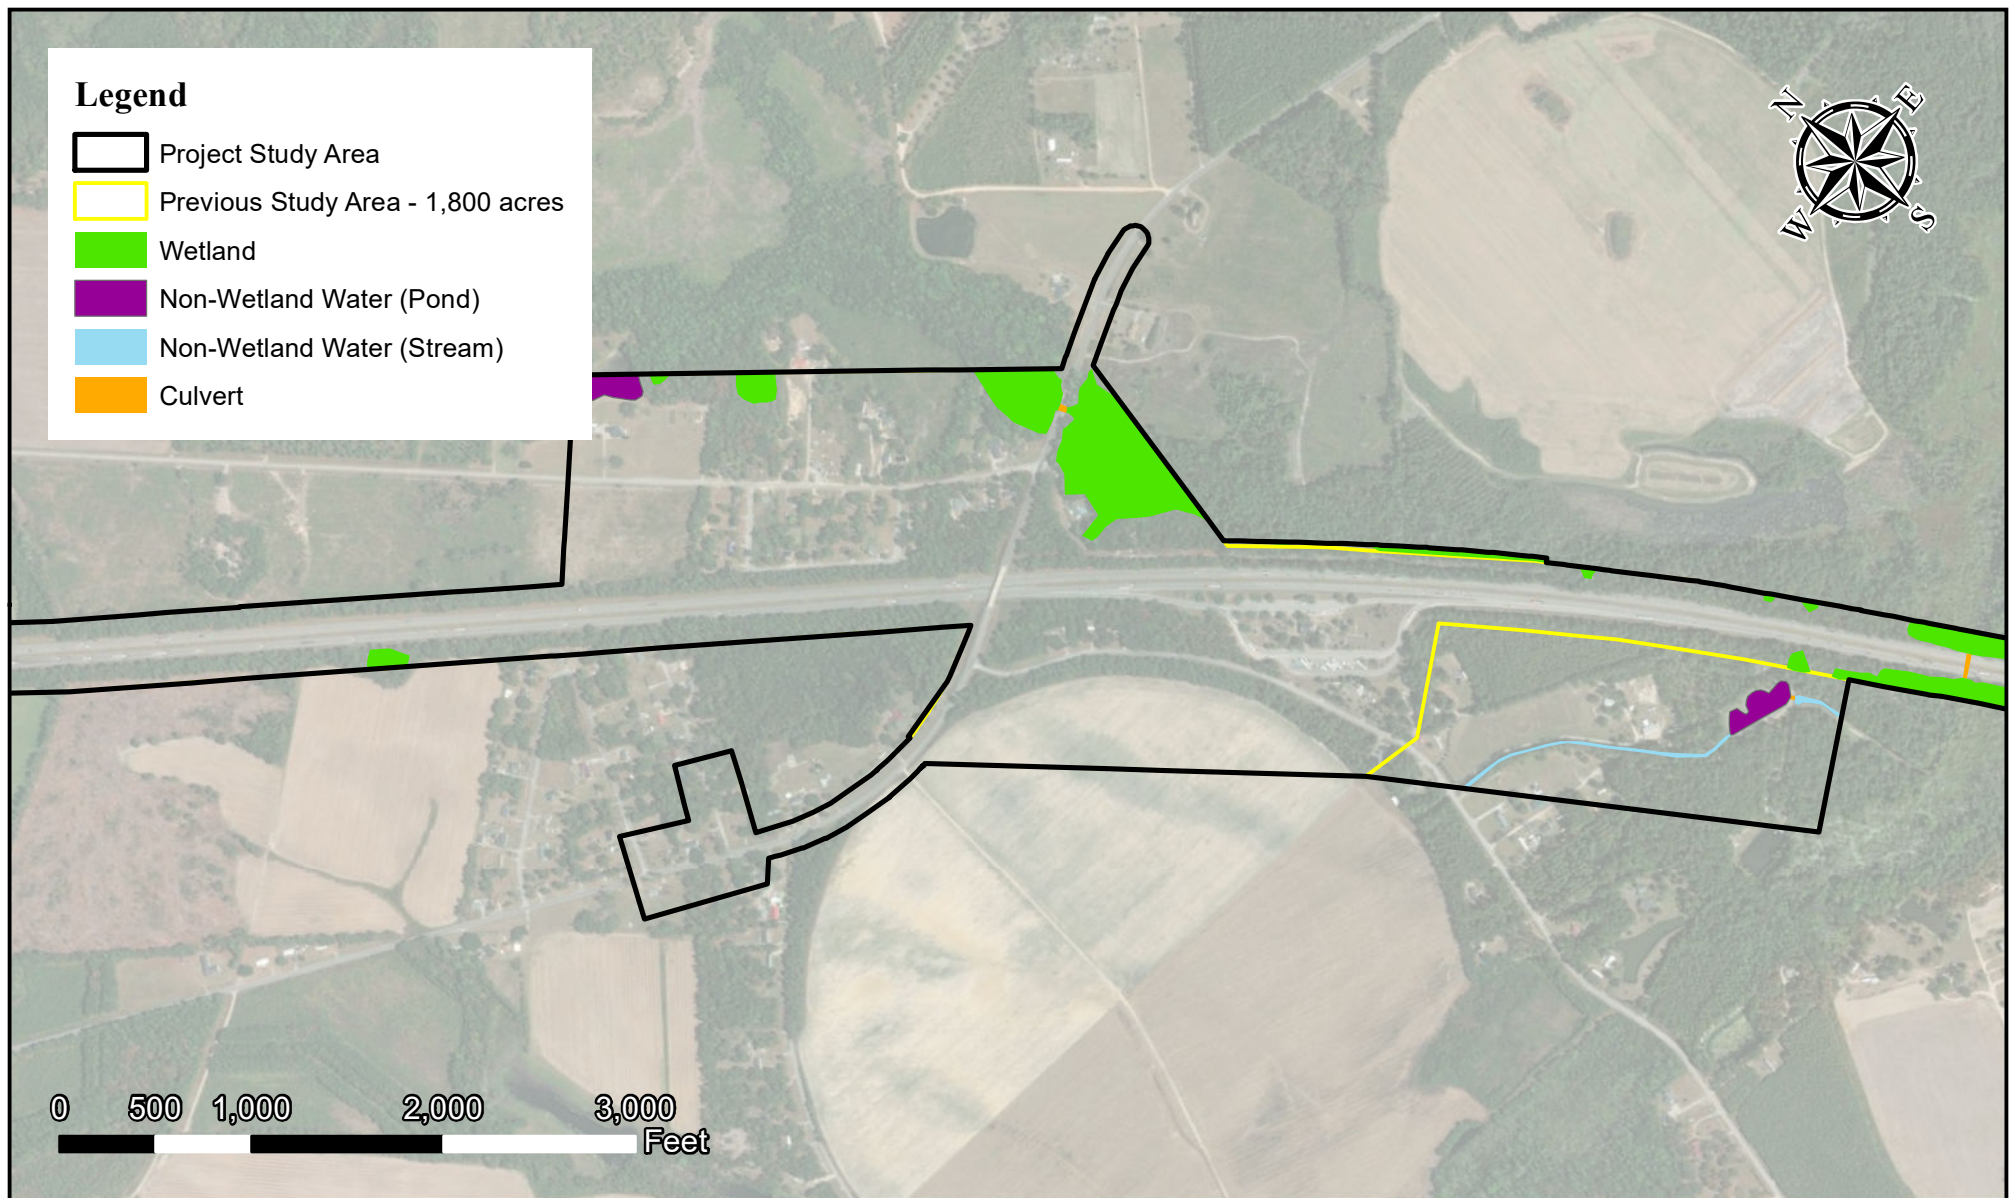 Legend
Project Study Area
Previous Study Area - 1,800 acres
Wetland
Non-Wetland Water (Pond)
Non-Wetland Water (Stream)
Culvert
N
E
W
S
0 500 1,000 2,000 3,000
Feet